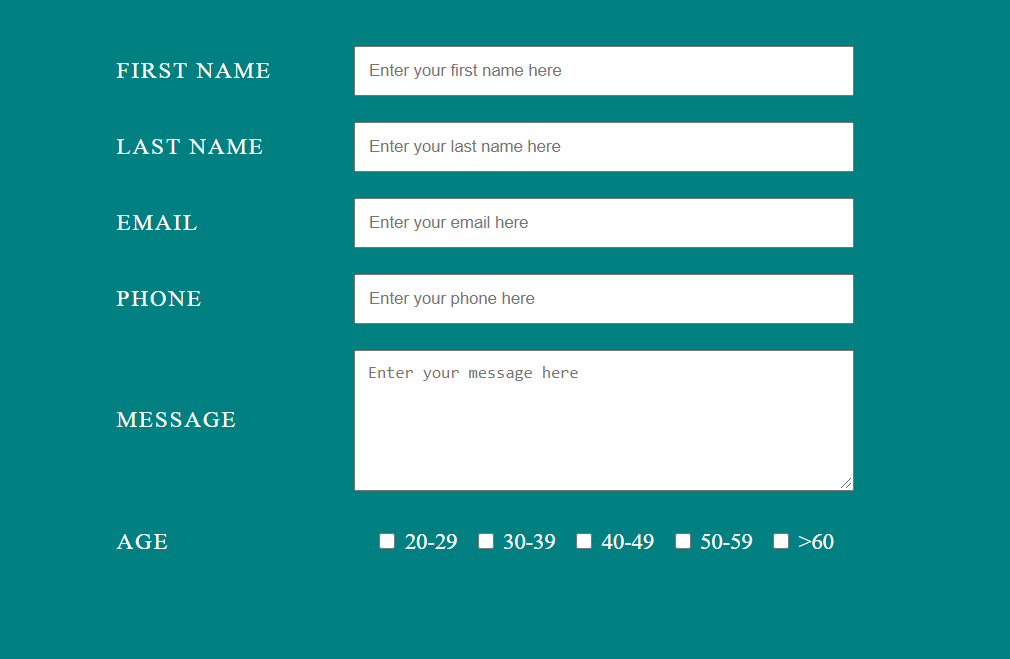 FIRST NAME Enter your first name here
LAST NAME Enter your last name here
EMAIL Enter your email here
PHONE Enter your phone here
Enter your message here
MESSAGE
AGE 20-29 30-39 40-49 50-59 >60